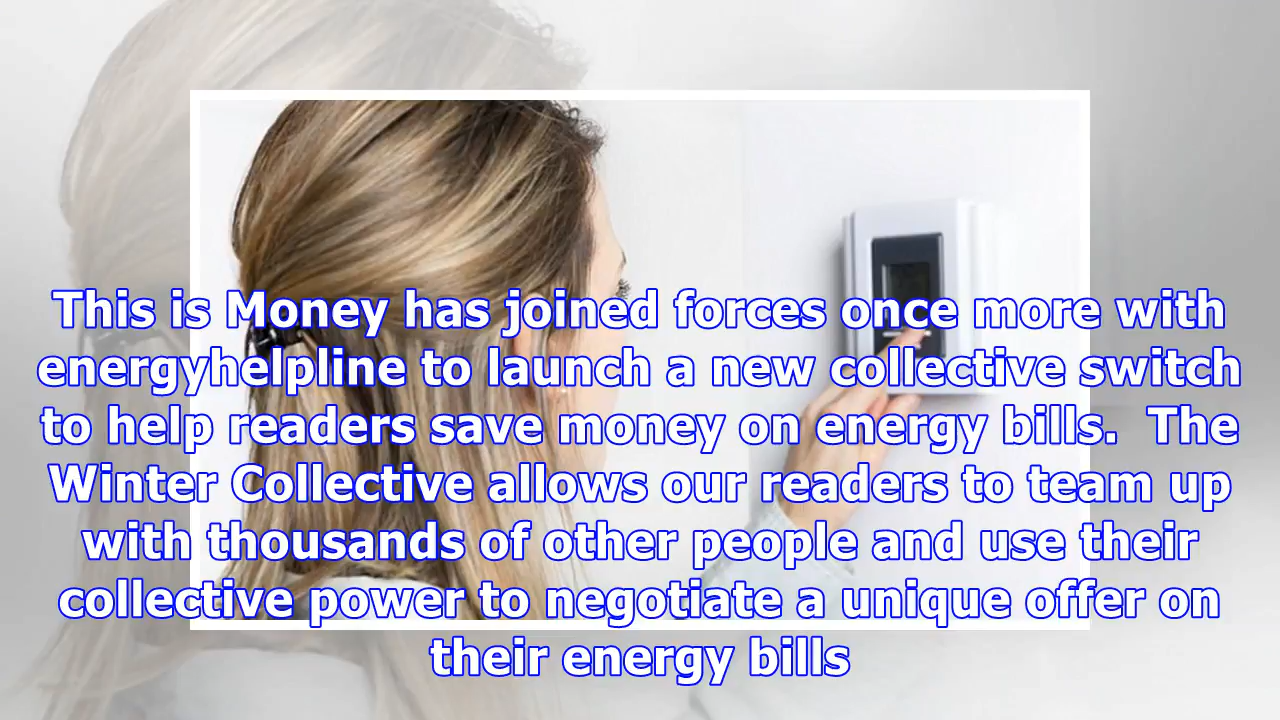 This is Money has joined forces once more with
energyhelpline to launch a new collective switch
to help readers save money on energy bills.  The
Winter Collective allows our readers to team up
with thousands of other people and use their
collective power to negotiate a unique offer on
their energy bills